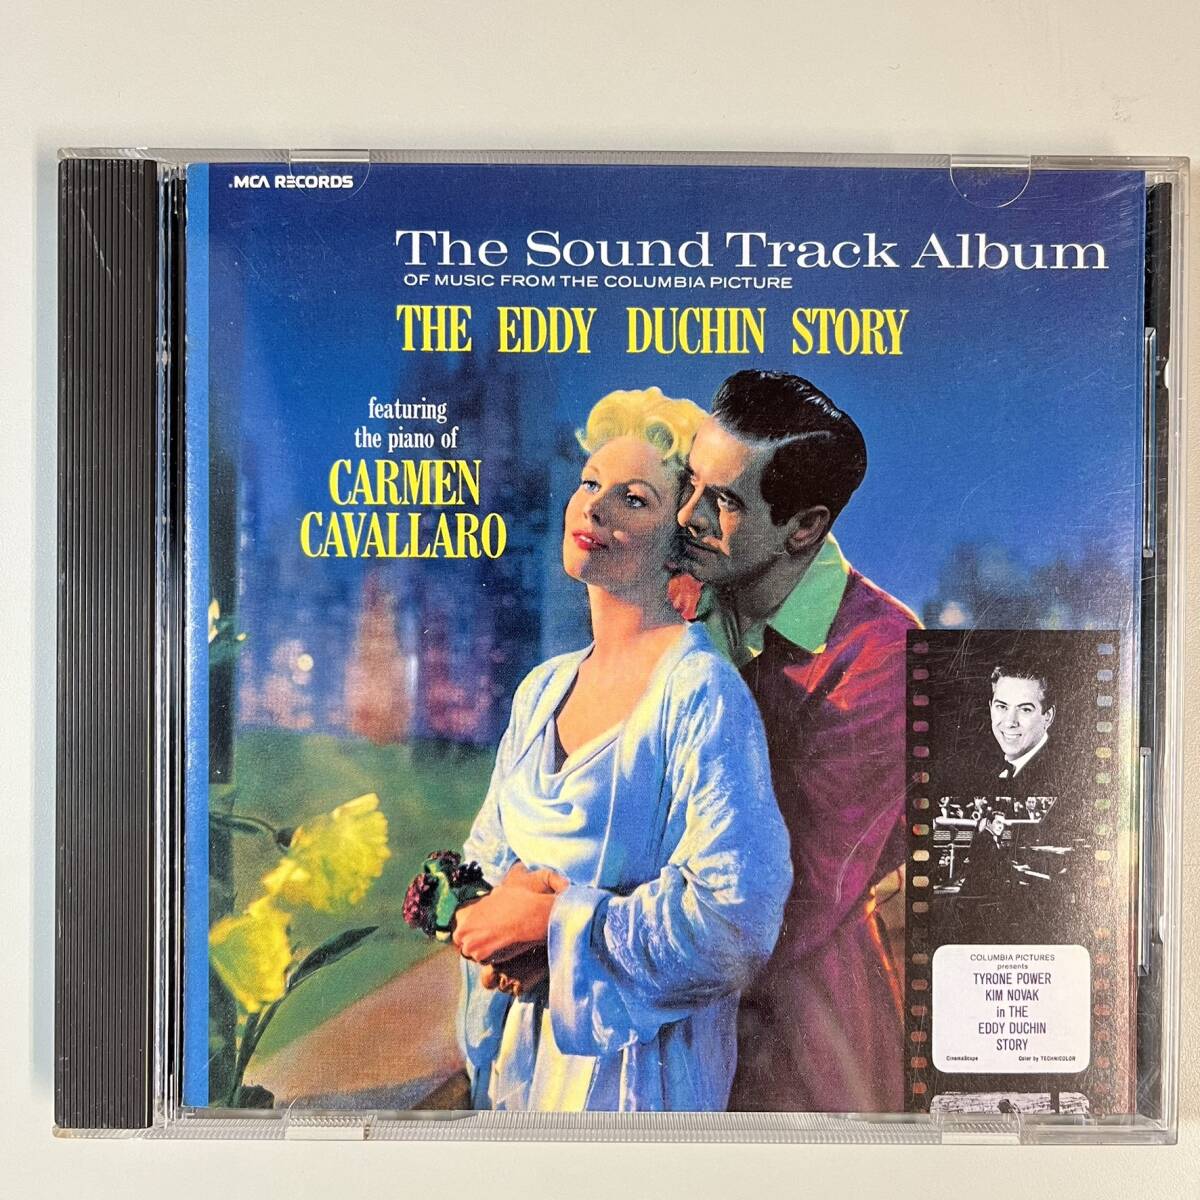 MCA RECORDS
The Sound Track Album
OF MUSIC FROM THE COLUMBIA PICTURE
THE EDDY DUCHIN STORY
featuring
the piano of
CARMEN
CAVALLARO
COLUMBIA PICTURES
presents
TYRONE POWER
KIM NOVAK
in THE
EDDY DUCHIN
STORY
CinemaScope Color by TECHNICOLOR